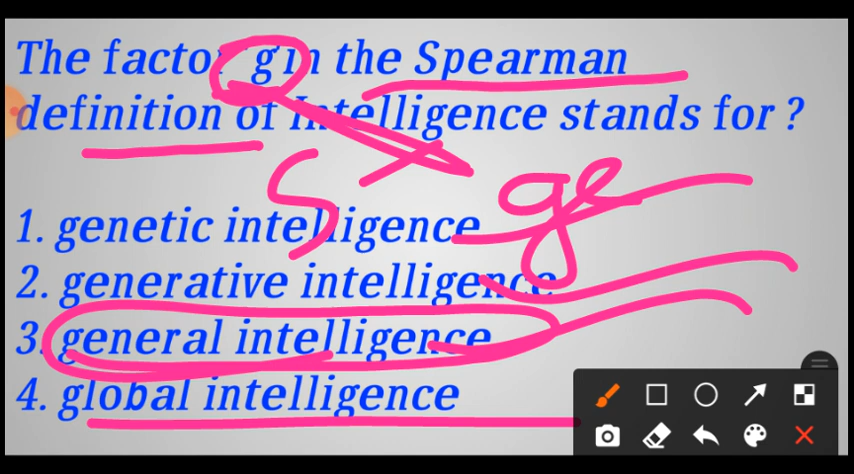 The factor 'g' in the Spearman
definition of Intelligence stands for ?
S ge
1. genetic intelligence
2. generative intelligence
3. general intelligence
4. global intelligence